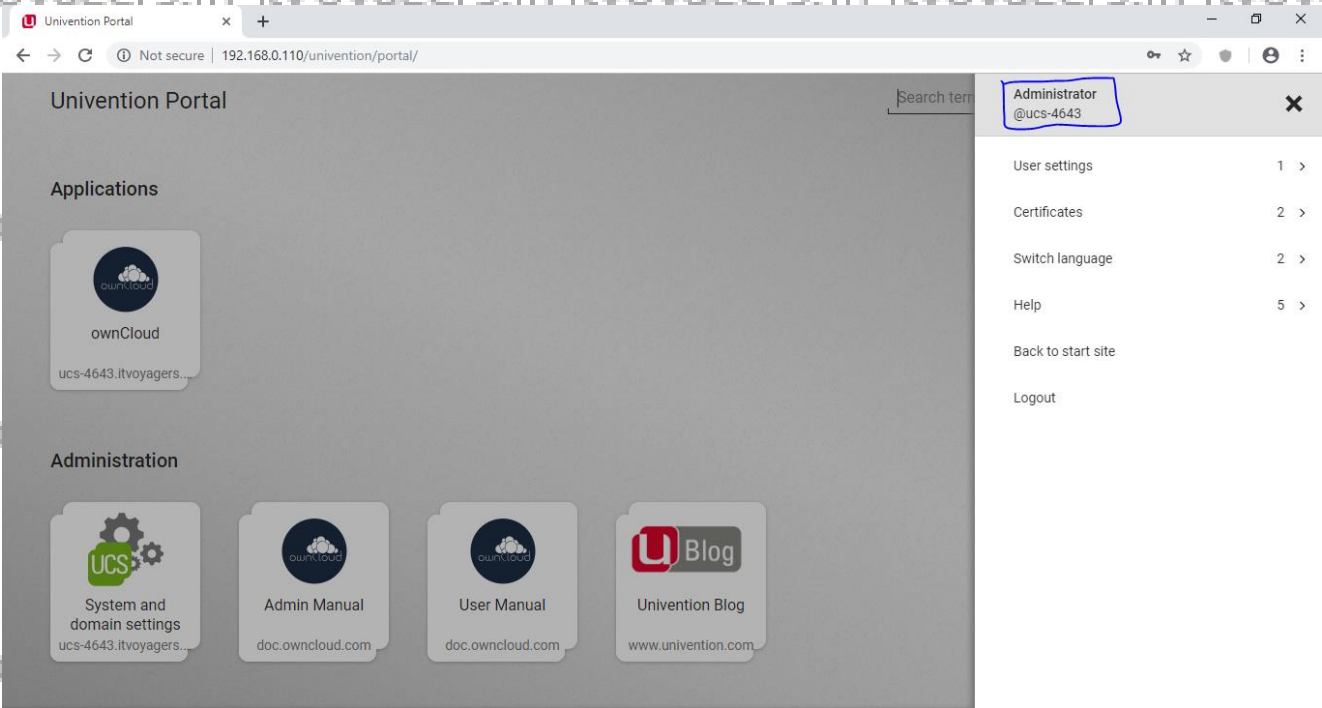 Univention Portal
Not secure | 192.168.0.110/univention/portal/
Univention Portal
Search term
Administrator
@ucs-4643
User settings 1
Certificates 2
Switch language 2
Help 5
Back to start site
Logout
Applications
ownCloud
ownCloud
ucs-4643.itvoyagers...
Administration
UCS
System and
domain settings
ucs-4643.itvoyagers...
ownCloud
Admin Manual
doc.owncloud.com
ownCloud
User Manual
doc.owncloud.com
Blog
Univention Blog
www.univention.com